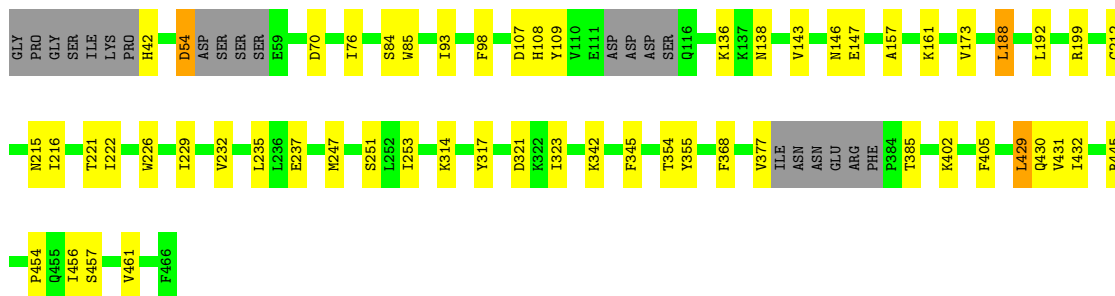 GLY PRO GLY SER ILE LYS PRO H42 D54 ASP SER SER SER E59 D70 I76 S84 W85 I93 F98 D107 H108 Y109 V110 E111 ASP ASP ASP SER Q116 K136 K137 N138 V143 N146 E147 A157 K161 V173 L188 L192 R199
N215 I216 T221 I222 W226 I229 V232 L235 L236 E237 M247 S251 L252 I253 K314 Y317 D321 K322 I323 K342 F345 T354 Y355 F368 V377 ILE ASN ASN GLU ARG PHE P384 T385 K402 F405 L429 Q430 V431 I432
P454 Q455 I456 S457 V461 F466